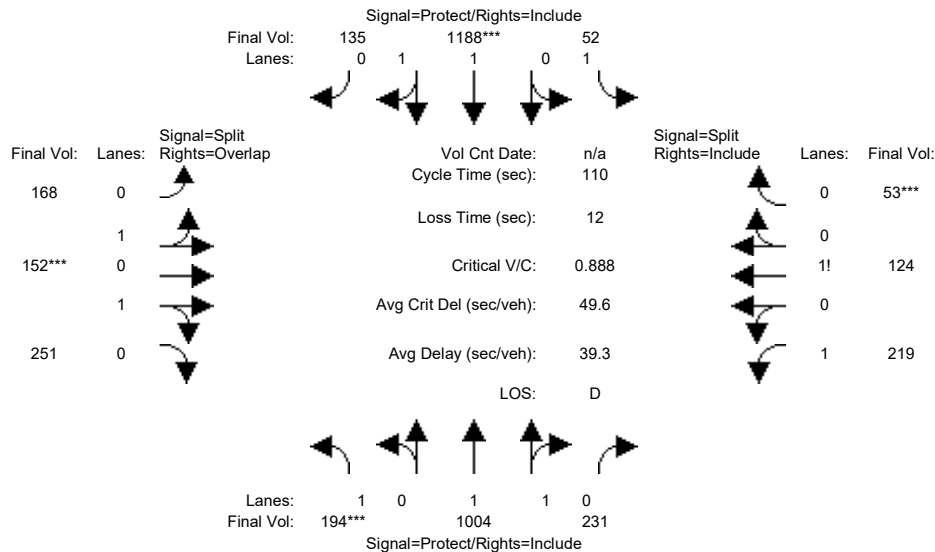 Signal=Protect/Rights=Include
Final Vol: 135 1188*** 52
Lanes: 0 1 1 0 1
Signal=Split
Final Vol: Lanes: Rights=Overlap
Vol Cnt Date: n/a
Signal=Split
Rights=Include Lanes: Final Vol:
Cycle Time (sec): 110
168 0
0 53***
Loss Time (sec): 12
1
0
152*** 0
Critical V/C: 0.888
1! 124
1
Avg Crit Del (sec/veh): 49.6
0
251 0
Avg Delay (sec/veh): 39.3
1 219
LOS: D
Lanes: 1 0 1 1 0
Final Vol: 194*** 1004 231
Signal=Protect/Rights=Include